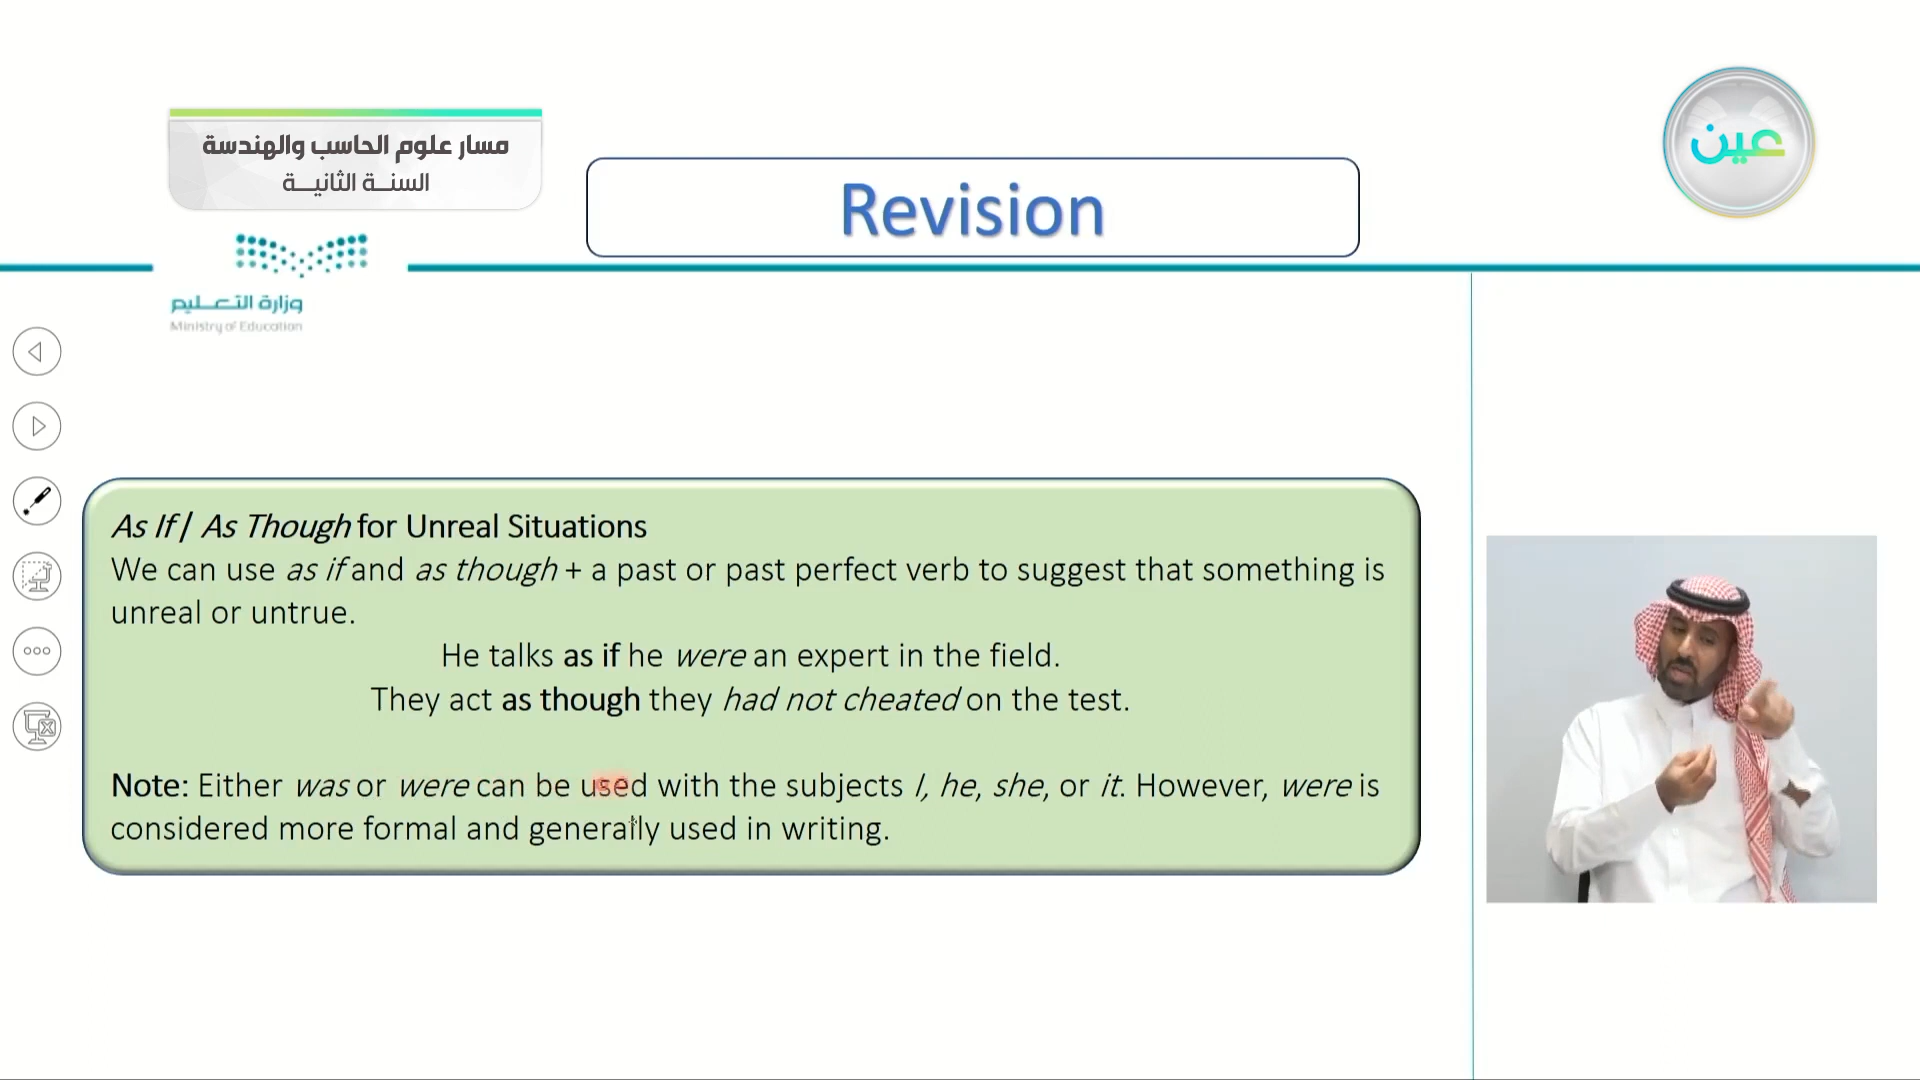 مسار علوم الحاسب والهندسة
السنــة الثانيــة
عين
Revision
وزارة التعـليم
Ministry of Education
As If / As Though for Unreal Situations
We can use as if and as though + a past or past perfect verb to suggest that something is
unreal or untrue.
He talks as if he were an expert in the field.
They act as though they had not cheated on the test.
Note: Either was or were can be used with the subjects I, he, she, or it. However, were is
considered more formal and generally used in writing.